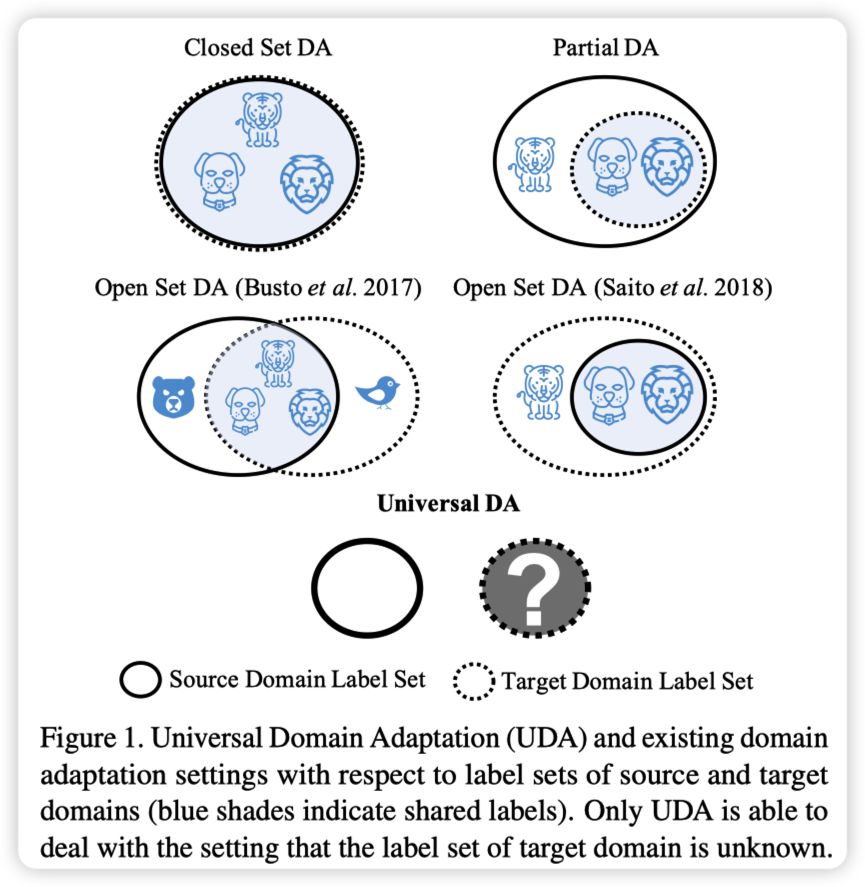 Closed Set DA
Partial DA
Open Set DA (Busto et al. 2017)
Open Set DA (Saito et al. 2018)
Universal DA
?
Source Domain Label Set
Target Domain Label Set
Figure 1. Universal Domain Adaptation (UDA) and existing domain
adaptation settings with respect to label sets of source and target
domains (blue shades indicate shared labels). Only UDA is able to
deal with the setting that the label set of target domain is unknown.